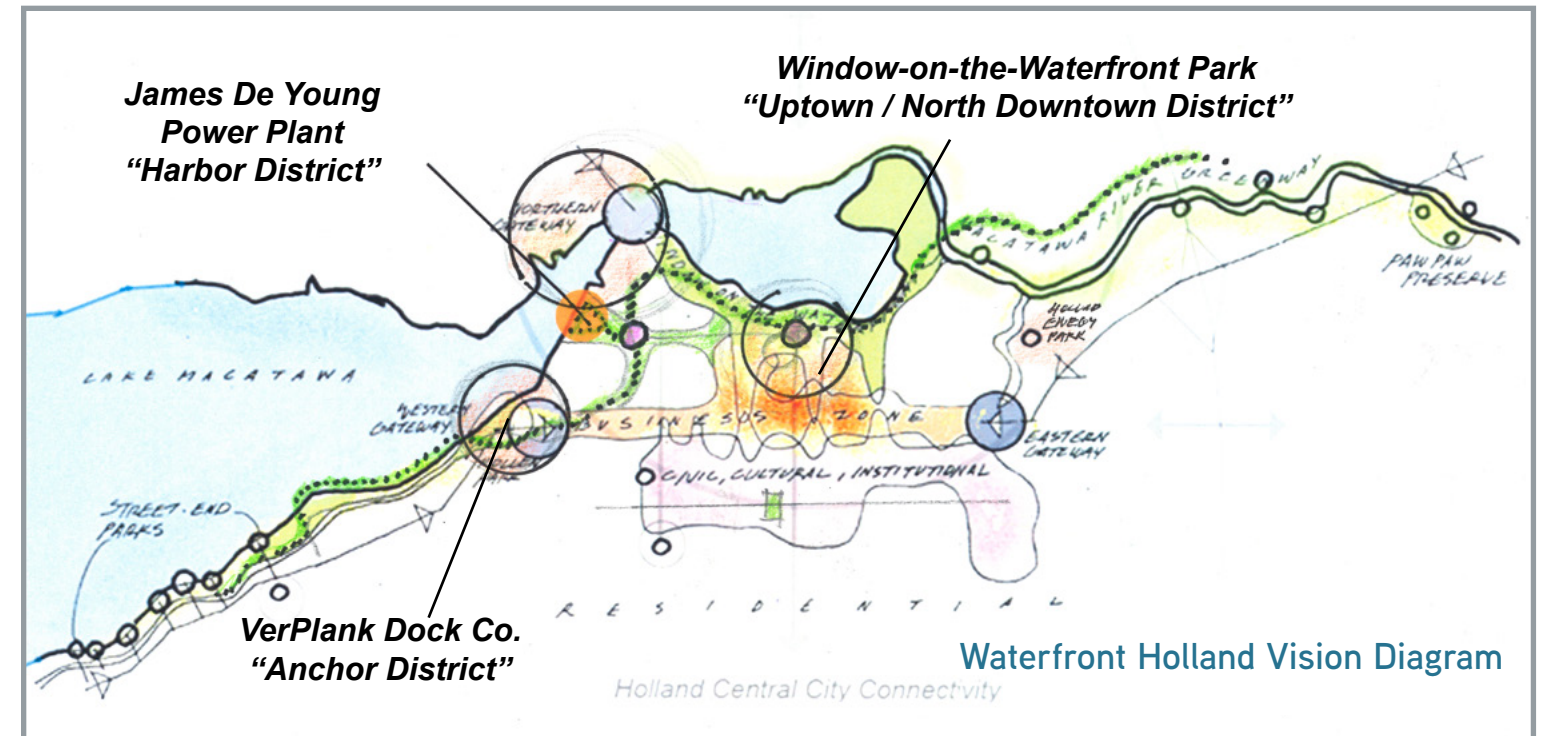 James De Young
Power Plant
“Harbor District”
Window-on-the-Waterfront Park
“Uptown / North Downtown District”
NORTHERN
GATEWAY
MACATAWA RIVER GREENWAY
PAW PAW
PRESERVE
HOLLAND
ENERGY
PARK
LAKE MACATAWA
WESTERN
GATEWAY
BUSINESS ZONE
EASTERN
GATEWAY
KOLLEN
PARK
CIVIC, CULTURAL, INSTITUTIONAL
STREET-END
PARKS
RESIDENTIAL
VerPlank Dock Co.
“Anchor District”
Waterfront Holland Vision Diagram
Holland Central City Connectivity